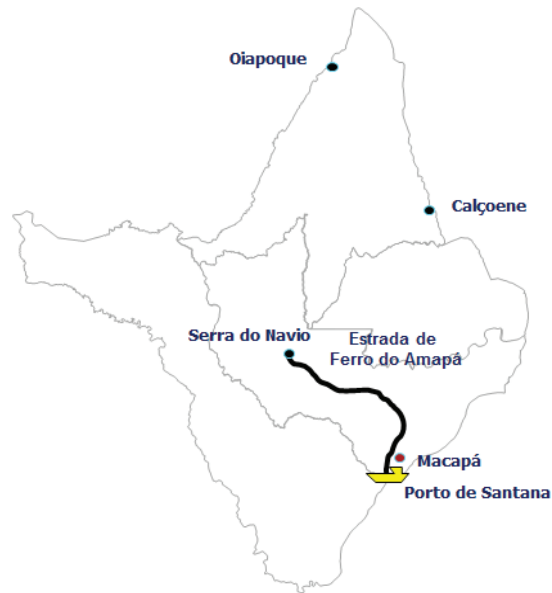 Oiapoque
Calçoene
Serra do Navio
Estrada de
Ferro do Amapá
Macapá
Porto de Santana